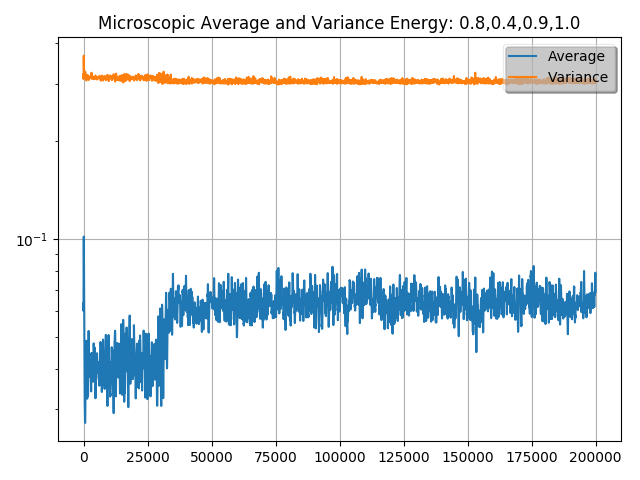 Microscopic Average and Variance Energy: 0.8,0.4,0.9,1.0
Average
Variance
10⁻¹
0 25000 50000 75000 100000 125000 150000 175000 200000